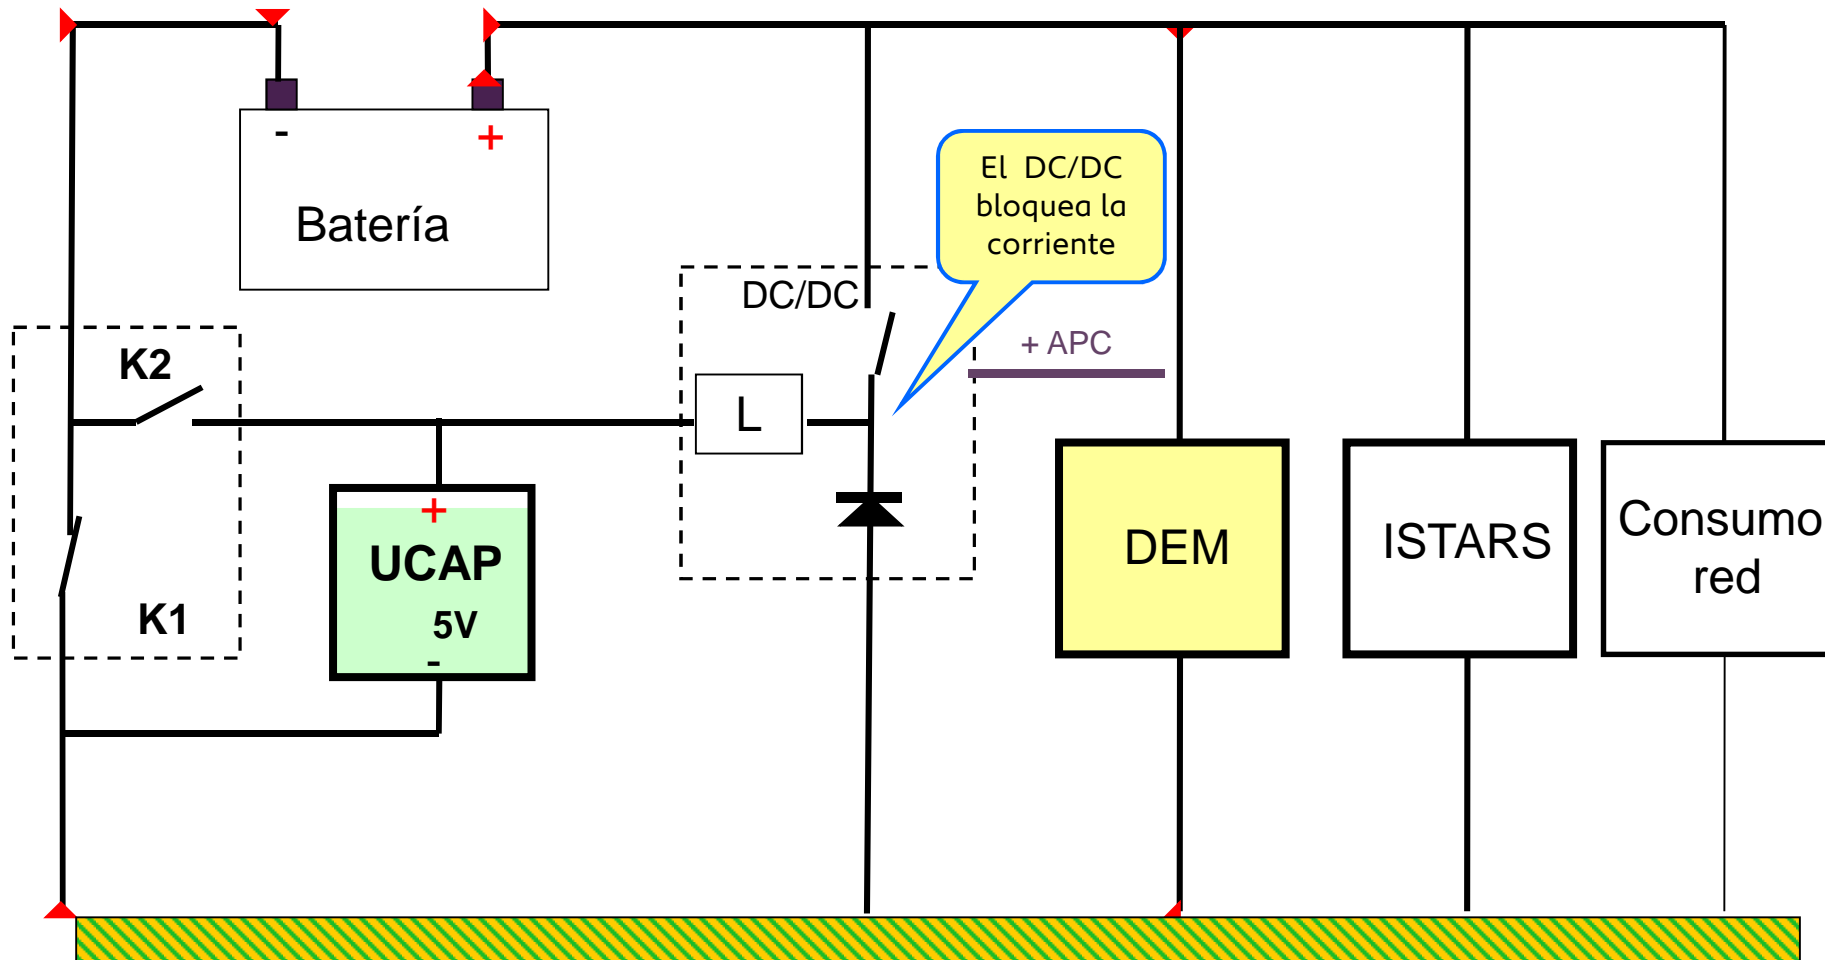 -
+
Batería
El DC/DC
bloquea la
corriente
DC/DC
+ APC
K2
L
+
UCAP
5V
-
K1
DEM
ISTARS
Consumo
red